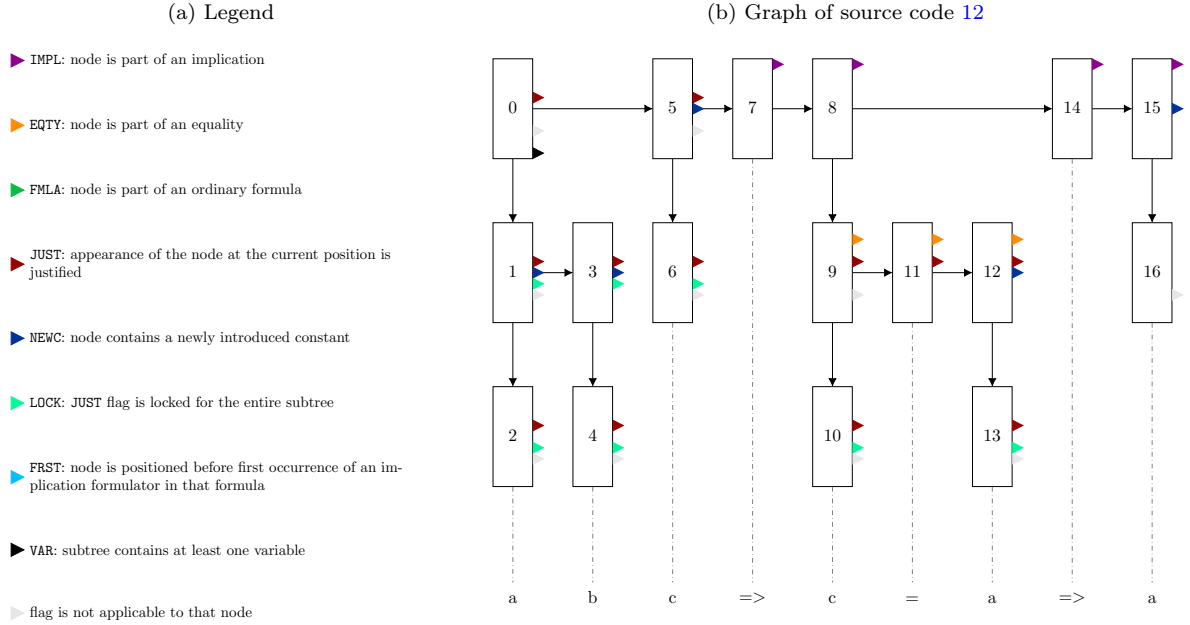 (a) Legend
IMPL: node is part of an implication
EQTY: node is part of an equality
FMLA: node is part of an ordinary formula
JUST: appearance of the node at the current position is
justified
NEWC: node contains a newly introduced constant
LOCK: JUST flag is locked for the entire subtree
FRST: node is positioned before first occurrence of an im-
plication formulator in that formula
VAR: subtree contains at least one variable
flag is not applicable to that node
(b) Graph of source code 12
0 5 7 8 14 15
1 3 6 9 11 12 16
2 4 10 13
a b c => c = a => a